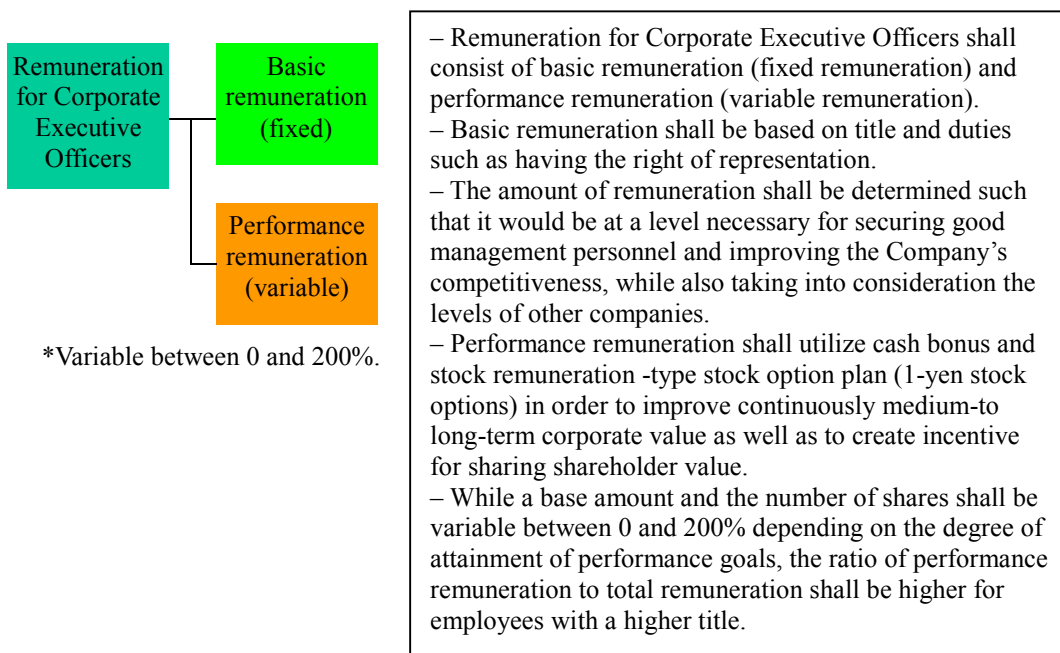 Remuneration
for Corporate
Executive
Officers
Basic
remuneration
(fixed)
Performance
remuneration
(variable)
*Variable between 0 and 200%.
– Remuneration for Corporate Executive Officers shall
consist of basic remuneration (fixed remuneration) and
performance remuneration (variable remuneration).
– Basic remuneration shall be based on title and duties
such as having the right of representation.
– The amount of remuneration shall be determined such
that it would be at a level necessary for securing good
management personnel and improving the Company’s
competitiveness, while also taking into consideration the
levels of other companies.
– Performance remuneration shall utilize cash bonus and
stock remuneration -type stock option plan (1-yen stock
options) in order to improve continuously medium-to
long-term corporate value as well as to create incentive
for sharing shareholder value.
– While a base amount and the number of shares shall be
variable between 0 and 200% depending on the degree of
attainment of performance goals, the ratio of performance
remuneration to total remuneration shall be higher for
employees with a higher title.